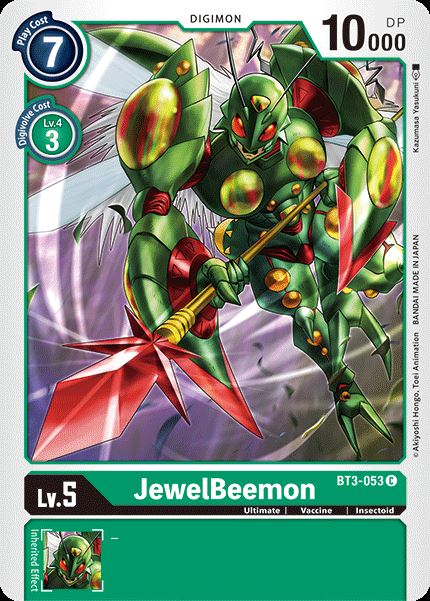 Play Cost
7
DIGIMON
10000
DP
Digivolve Cost
Lv.4
3
Kazumasa Yasukuni
©Akiyoshi Hongo, Toei Animation BANDAI MADE IN JAPAN
Lv.5
JewelBeemon
BT3-053 C
Ultimate | Vaccine | Insectoid
Inherited Effect
–